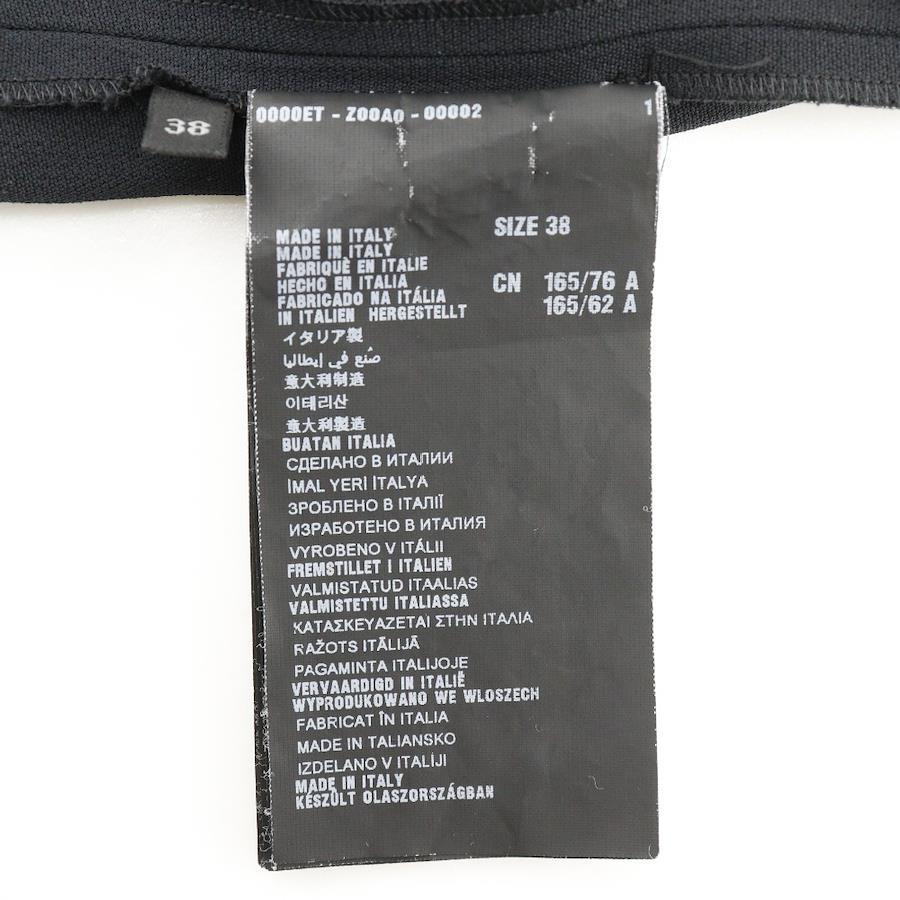 38
0000ET - Z00A0 - 00002 1
SIZE 38
CN 165/76 A
165/62 A
MADE IN ITALY
MADE IN ITALY
FABRIQUÈ EN ITALIE
HECHO EN ITALIA
FABRICADO NA ITÁLIA
IN ITALIEN HERGESTELLT
イタリア製
صنع في إيطاليا
意大利制造
이테리산
意大利製造
BUATAN ITALIA
СДЕЛАНО В ИТАЛИИ
İMAL YERİ İTALYA
ЗРОБЛЕНО В ІТАЛІЇ
ИЗРАБОТЕНО В ИТАЛИЯ
VYROBENO V ITÁLII
FREMSTILLET I ITALIEN
VALMISTATUD ITAALIAS
VALMISTETTU ITALIASSA
ΚΑΤΑΣΚΕΥΑΖΕΤΑΙ ΣΤΗΝ ΙΤΑΛΙΑ
RAŽOTS ITĀLIJĀ
PAGAMINTA ITALIJOJE
VERVAARDIGD IN ITALIË
WYPRODUKOWANO WE WLOSZECH
FABRICAT ÎN ITALIA
MADE IN TALIANSKO
IZDELANO V ITALIJI
MADE IN ITALY
KÉSZÜLT OLASZORSZÁGBAN